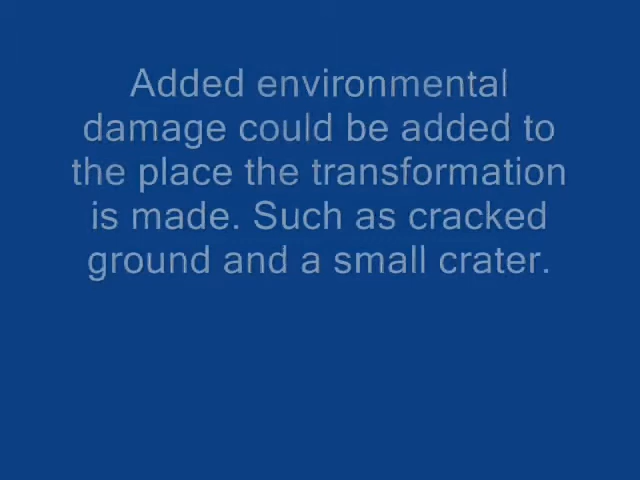 Added environmental
damage could be added to
the place the transformation
is made. Such as cracked
ground and a small crater.